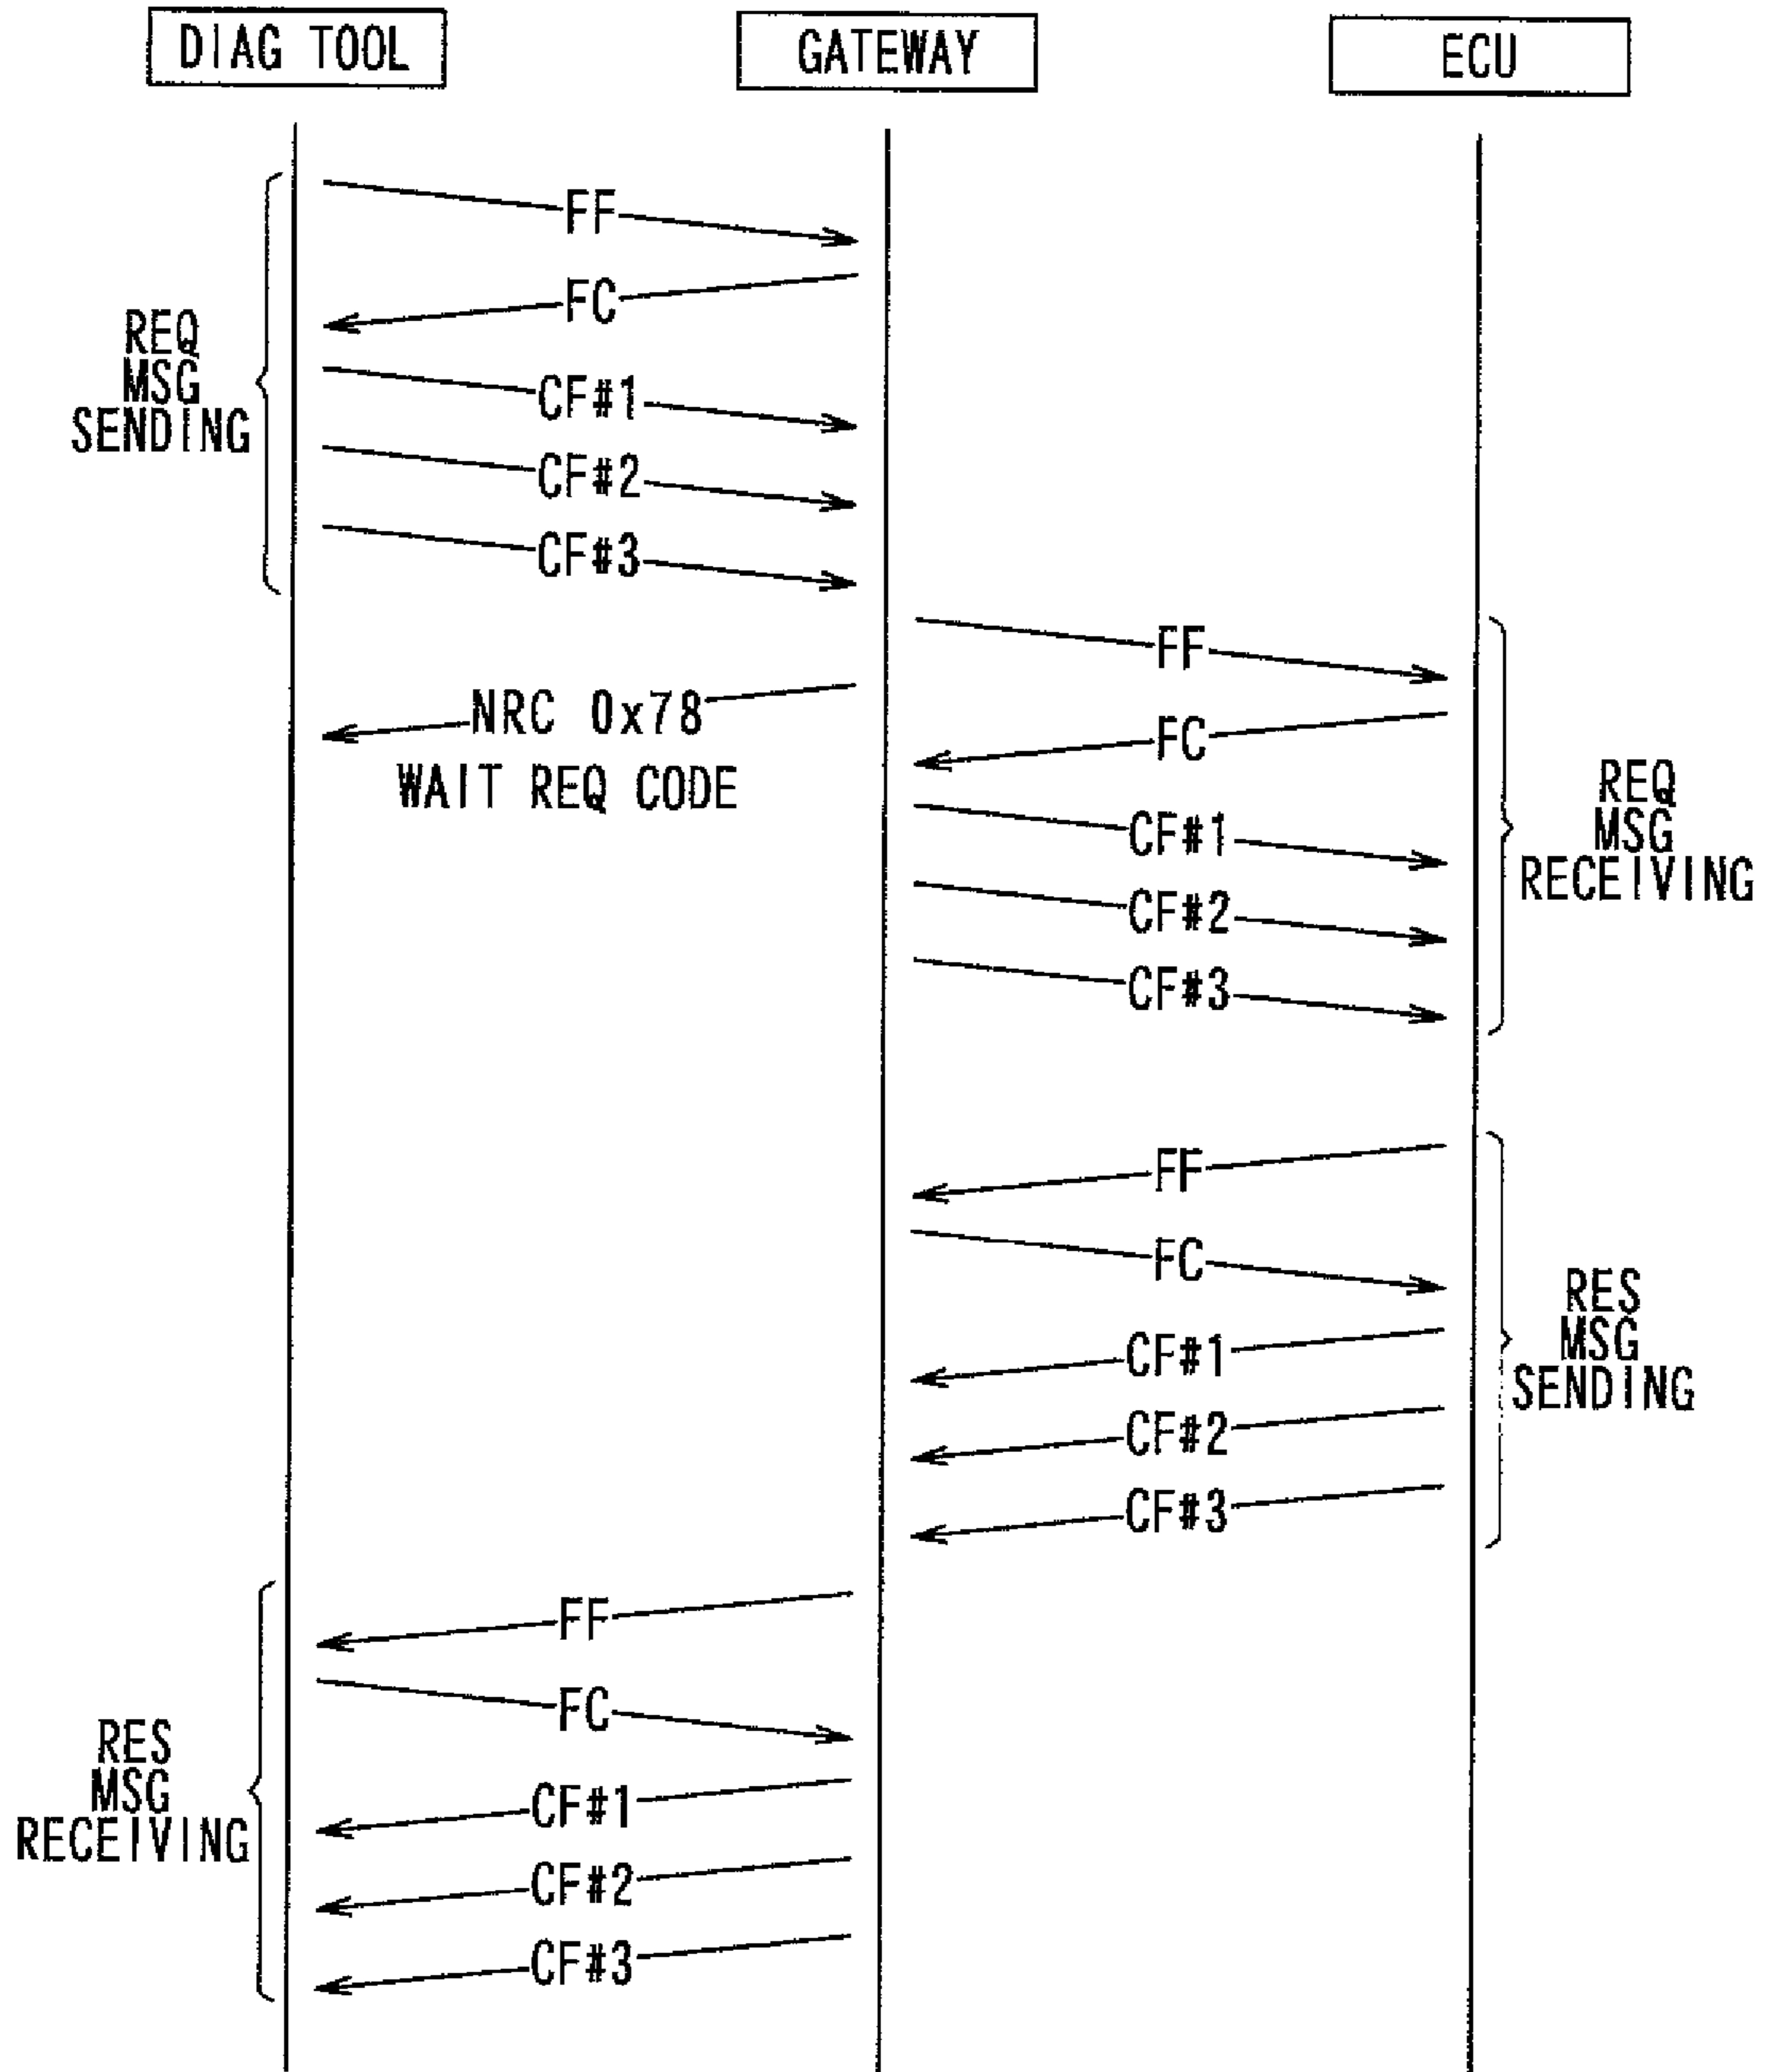 DIAG TOOL
GATEWAY
ECU
FF
FC
REQ
MSG
SENDING
CF#1
CF#2
CF#3
FF
NRC 0x78
WAIT REQ CODE
FC
CF#1
CF#2
CF#3
REQ
MSG
RECEIVING
FF
FC
CF#1
CF#2
CF#3
RES
MSG
SENDING
FF
FC
RES
MSG
RECEIVING
CF#1
CF#2
CF#3